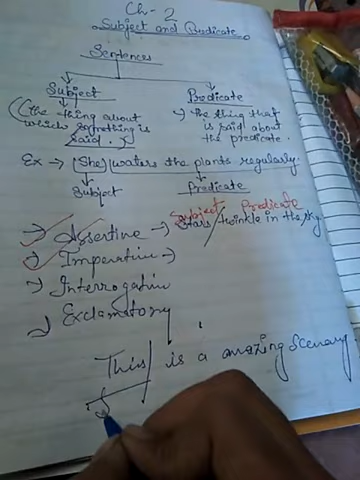 Ch- 2
Subject and Predicate
Sentences
Subject Predicate
(the thing about which something is said.)
→ the thing that is said about the predicate.
Ex → (She) waters the plants regularly.
Subject Predicate
Subject Predicate
→ Assertive → Stars / twinkle in the sky
→ Imperative →
→ Interrogative
→ Exclamatory
This is a amazing Scenary